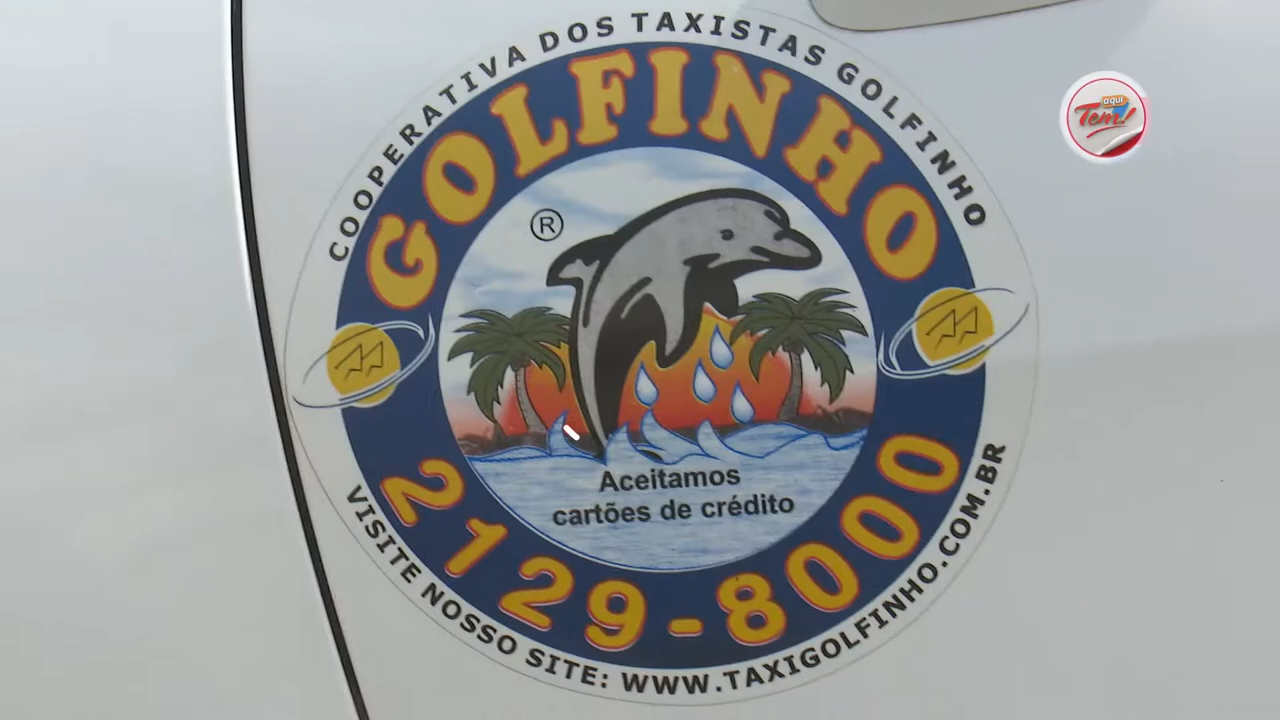 COOPERATIVA DOS TAXISTAS GOLFINHO
GOLFINHO
®
Aceitamos
cartões de crédito
2129-8000
VISITE NOSSO SITE: WWW.TAXIGOLFINHO.COM.BR
aqui
Tem!